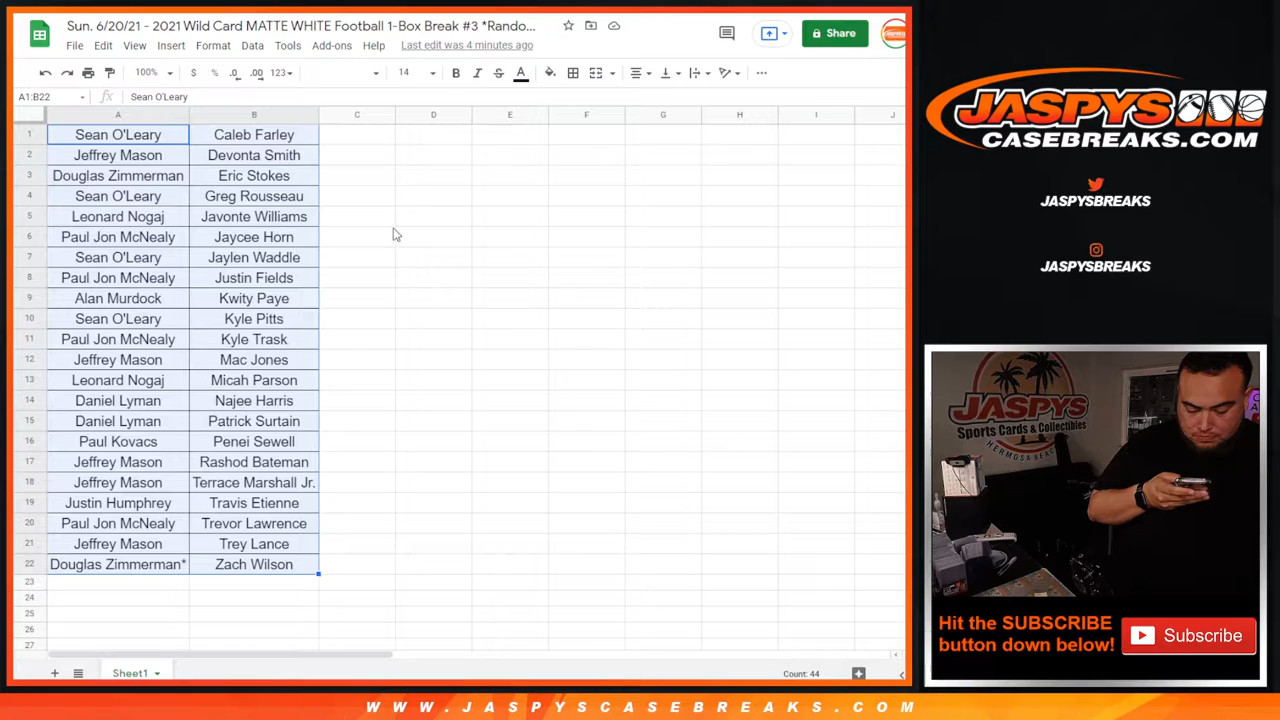 Sun. 6/20/21 - 2021 Wild Card MATTE WHITE Football 1-Box Break #3 *Rando...
File Edit View Insert Format Data Tools Add-ons Help Last edit was 4 minutes ago
Share
100% $ % .0 .00 123 14 B I S A
A1:B22 fx Sean O'Leary
A B C D E F G H I J
1 Sean O'Leary Caleb Farley
2 Jeffrey Mason Devonta Smith
3 Douglas Zimmerman Eric Stokes
4 Sean O'Leary Greg Rousseau
5 Leonard Nogaj Javonte Williams
6 Paul Jon McNealy Jaycee Horn
7 Sean O'Leary Jaylen Waddle
8 Paul Jon McNealy Justin Fields
9 Alan Murdock Kwity Paye
10 Sean O'Leary Kyle Pitts
11 Paul Jon McNealy Kyle Trask
12 Jeffrey Mason Mac Jones
13 Leonard Nogaj Micah Parson
14 Daniel Lyman Najee Harris
15 Daniel Lyman Patrick Surtain
16 Paul Kovacs Penei Sewell
17 Jeffrey Mason Rashod Bateman
18 Jeffrey Mason Terrace Marshall Jr.
19 Justin Humphrey Travis Etienne
20 Paul Jon McNealy Trevor Lawrence
21 Jeffrey Mason Trey Lance
22 Douglas Zimmerman* Zach Wilson
23
24
25
26
27
Sheet1
Count: 44
JASPYS
CASEBREAKS.COM
JASPYSBREAKS
JASPYSBREAKS
JASPYS
Sports Cards & Collectibles
HERMOSA BEACH
Hit the SUBSCRIBE
button down below!
Subscribe
WWW.JASPYSCASEBREAKS.COM